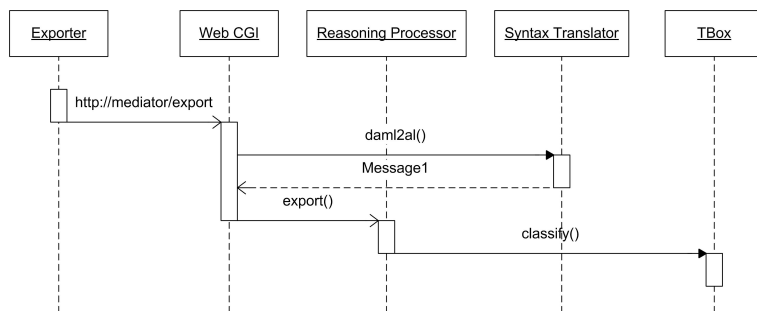 Exporter
Web CGI
Reasoning Processor
Syntax Translator
TBox
http://mediator/export
daml2al()
Message1
export()
classify()